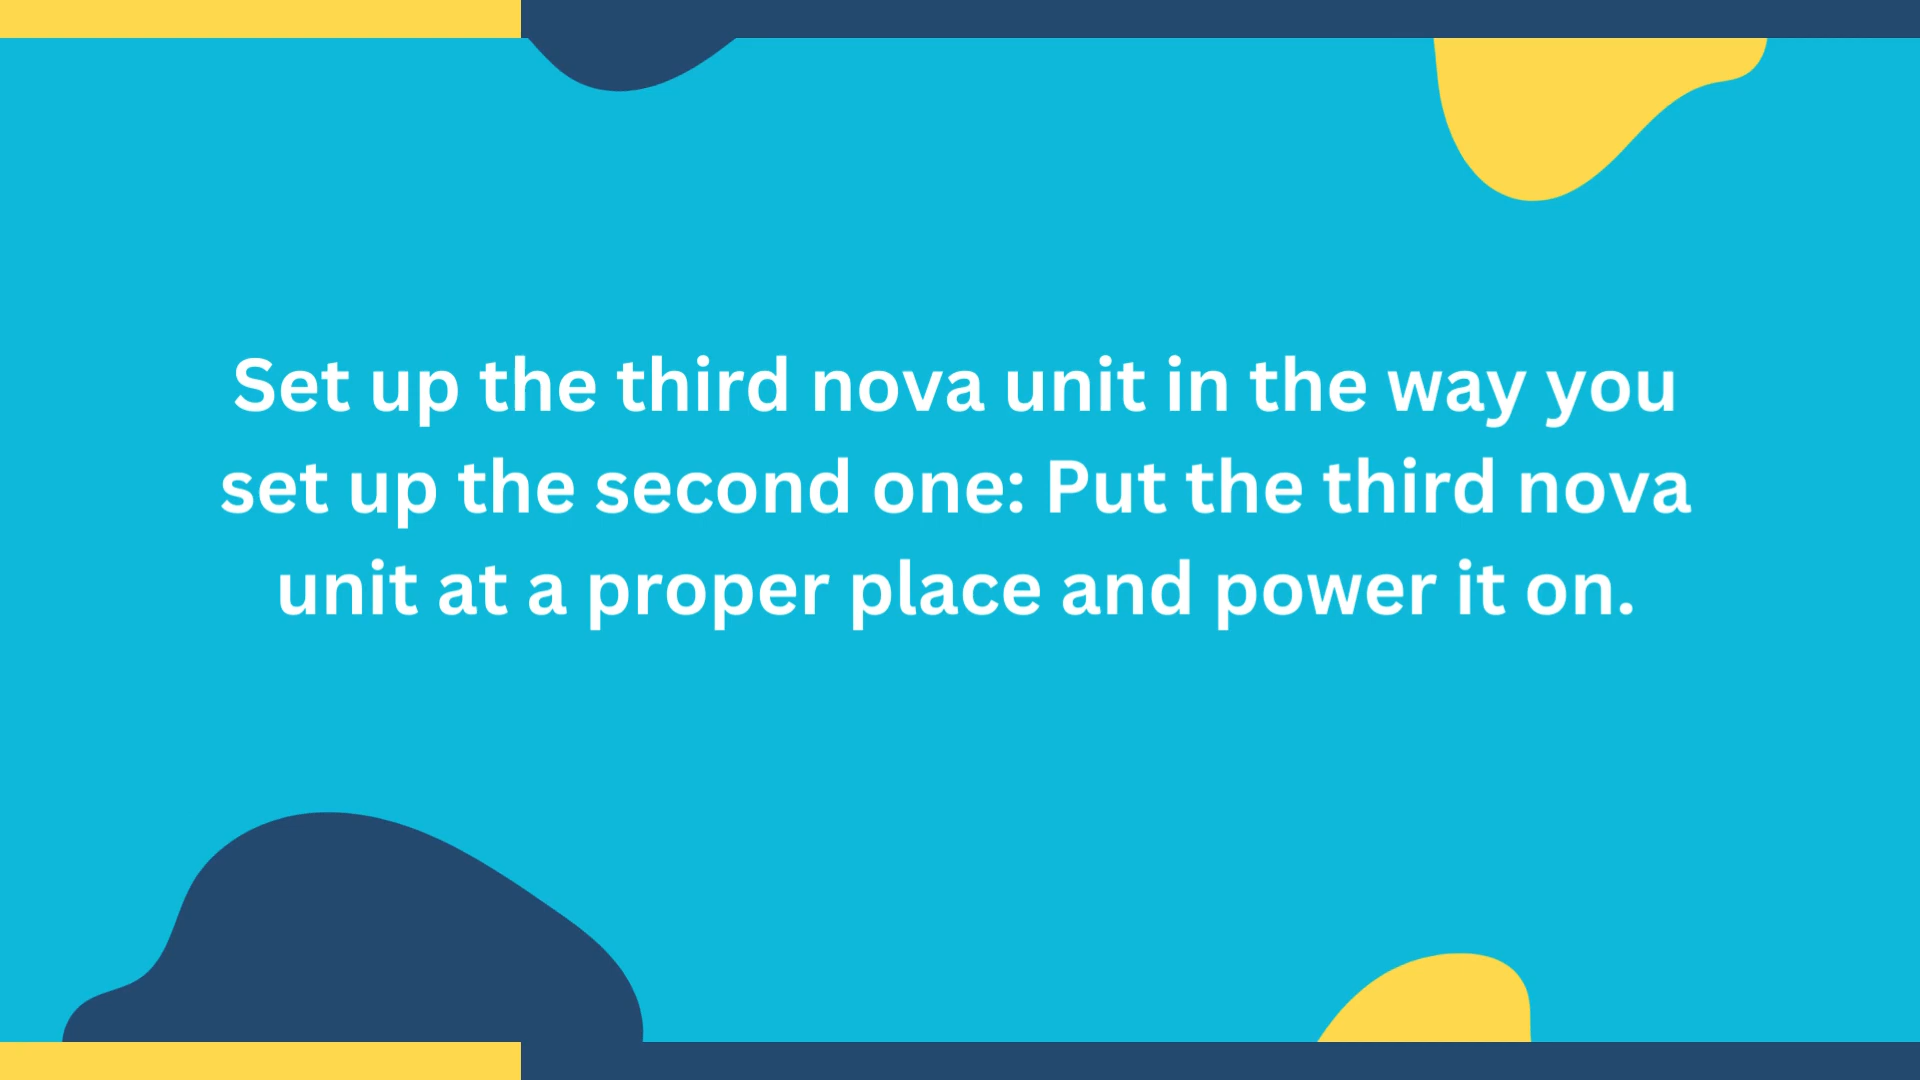 Set up the third nova unit in the way you
set up the second one: Put the third nova
unit at a proper place and power it on.